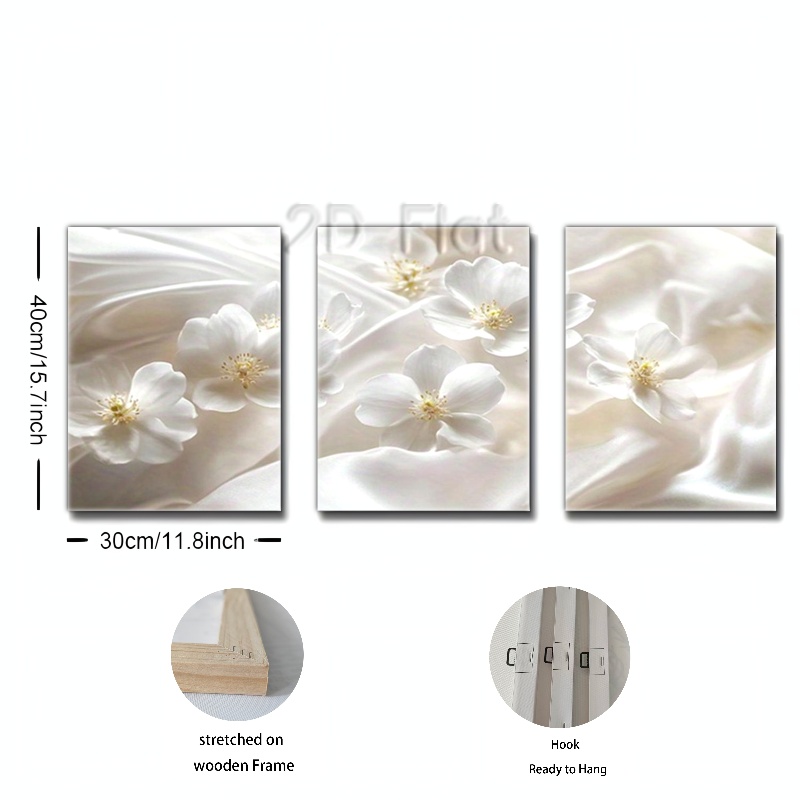 2D Flat
40cm/15.7inch
30cm/11.8inch
stretched on
wooden Frame
Hook
Ready to Hang